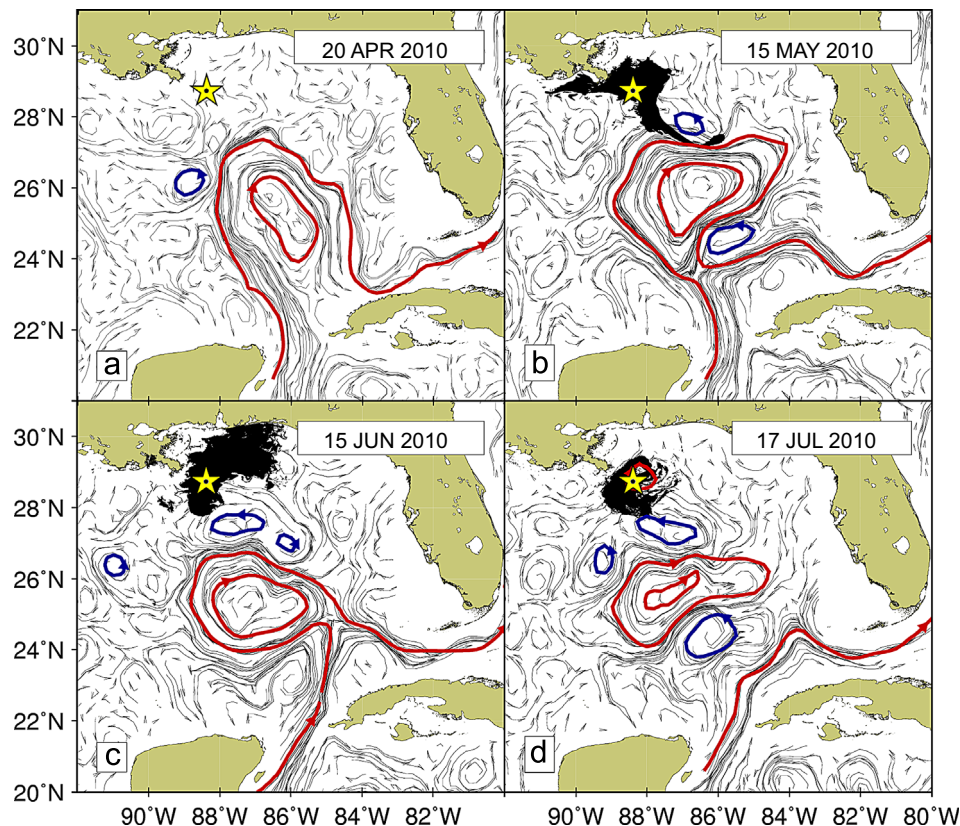 30°N
20 APR 2010
15 MAY 2010
28°N
26°N
24°N
22°N
a
b
30°N
15 JUN 2010
17 JUL 2010
28°N
26°N
24°N
22°N
c
d
20°N
90°W 88°W 86°W 84°W 82°W 90°W 88°W 86°W 84°W 82°W 80°W